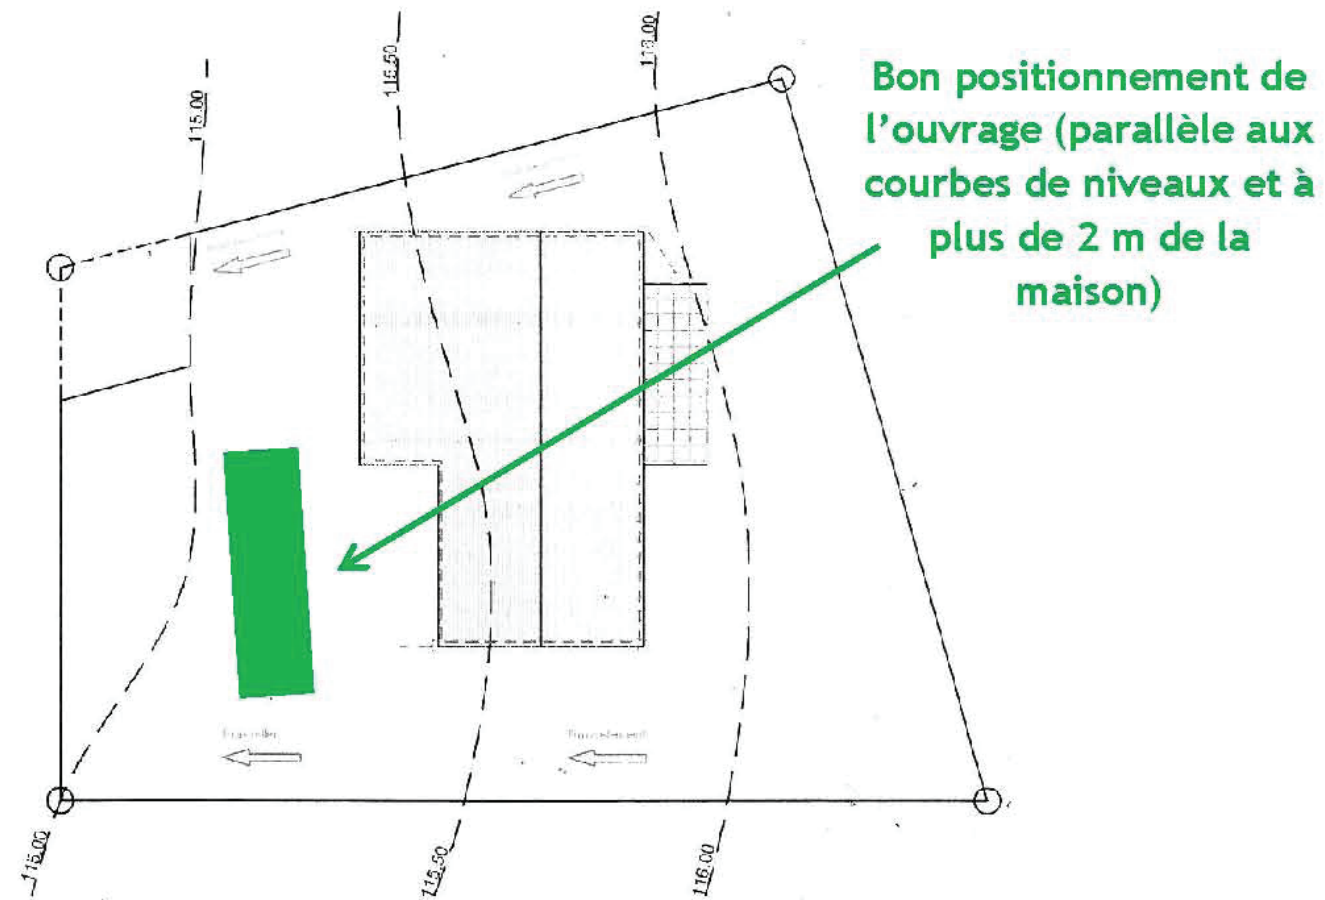 115.00
115.50
116.00
Bon positionnement de
l'ouvrage (parallèle aux
courbes de niveaux et à
plus de 2 m de la
maison)
115.00
115.50
116.00